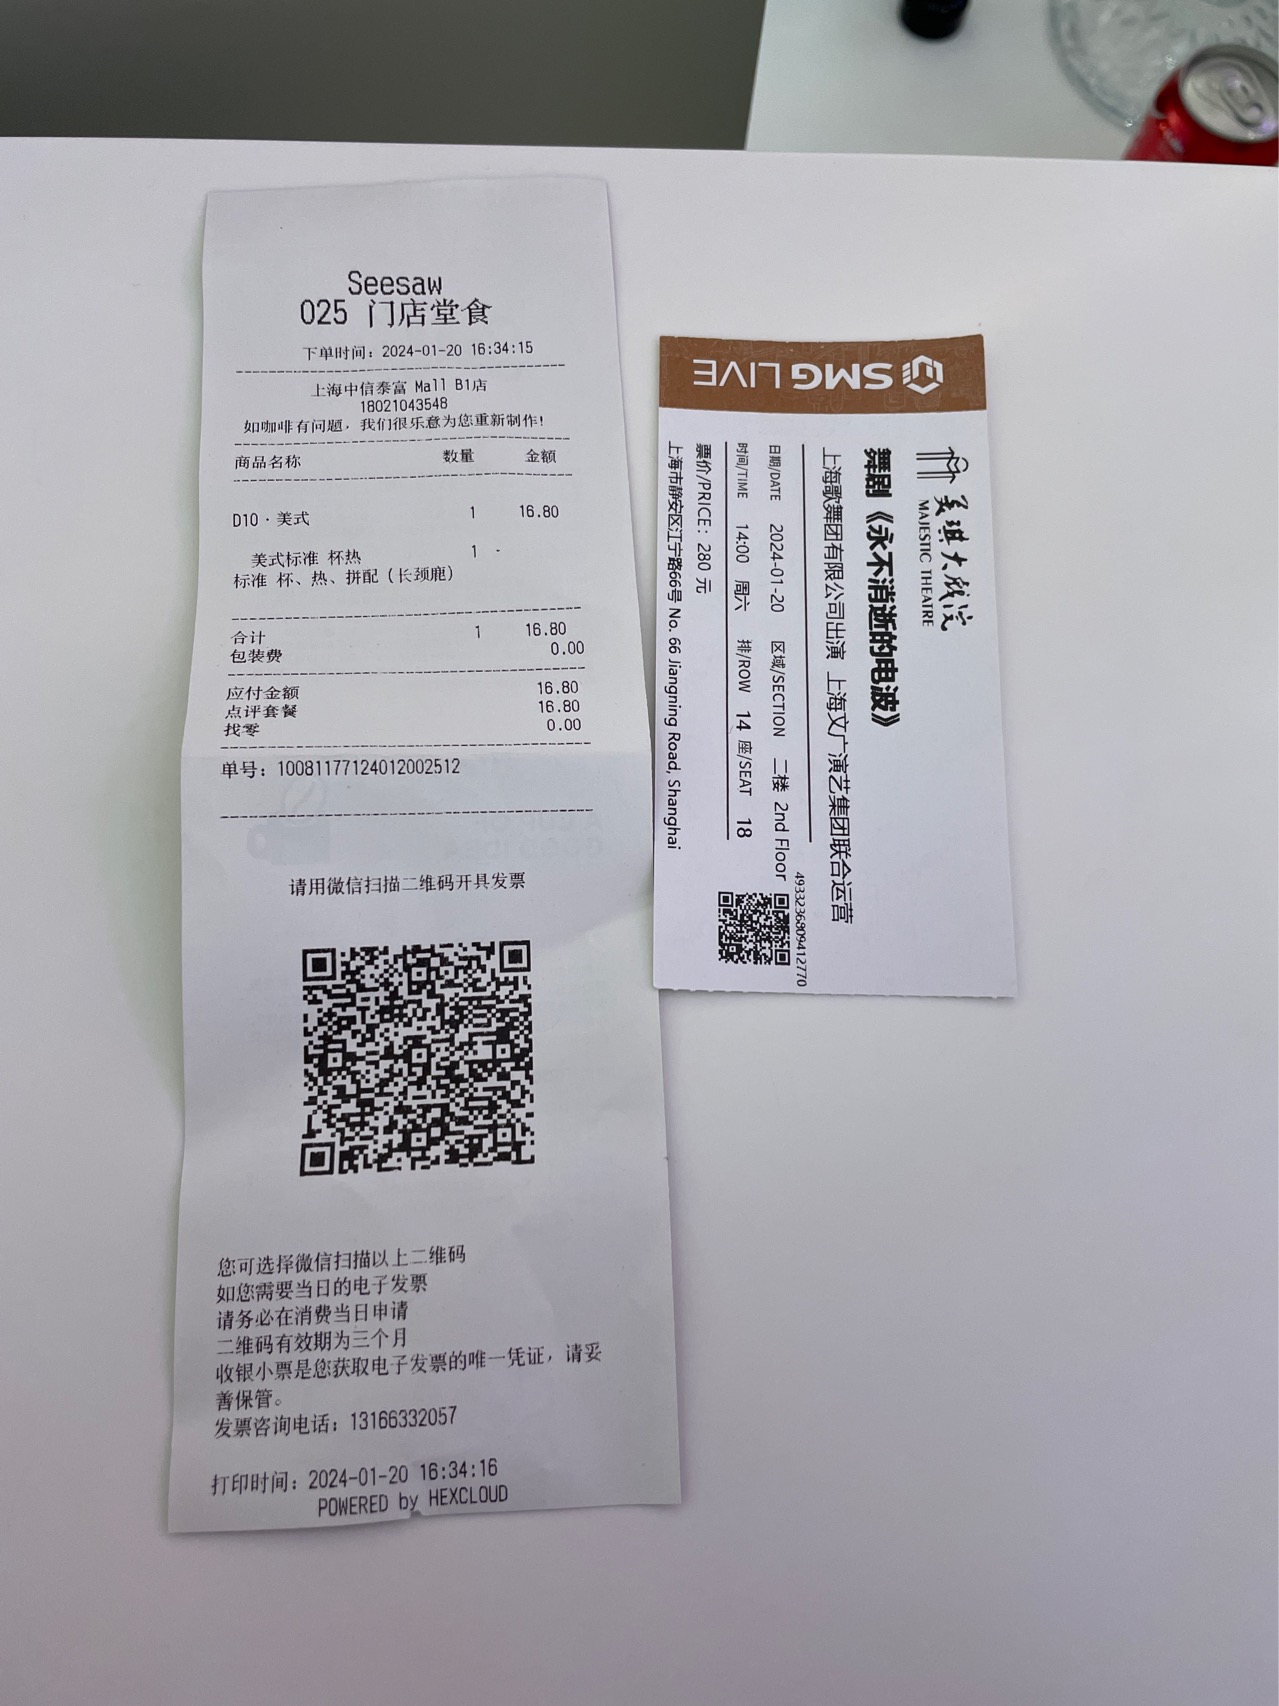 Seesaw
025 门店堂食
下单时间：2024-01-20 16:34:15
上海中信泰富 Mall B1店
18021043548
如咖啡有问题，我们很乐意为您重新制作!
商品名称 数量 金额
D10·美式 1 16.80
美式标准 杯热 1 -
标准 杯、热、拼配（长颈鹿）
合计 1 16.80
包装费 0.00
应付金额 16.80
点评套餐 16.80
找零 0.00
单号：10081177124012002512
请用微信扫描二维码开具发票
您可选择微信扫描以上二维码
如您需要当日的电子发票
请务必在消费当日申请
二维码有效期为三个月
收银小票是您获取电子发票的唯一凭证，请妥
善保管。
发票咨询电话：13166332057
打印时间：2024-01-20 16:34:16
POWERED by HEXCLOUD
SMG LIVE
美琪大戏院
MAJESTIC THEATRE
舞剧《永不消逝的电波》
上海歌舞团有限公司出演 上海文广演艺集团联合运营
日期/DATE 2024-01-20 区域/SECTION 二楼 2nd Floor
时间/TIME 14:00 周六 排/ROW 14 座/SEAT 18
票价/PRICE：280 元
上海市静安区江宁路66号 No. 66 Jiangning Road, Shanghai
4933236809412770